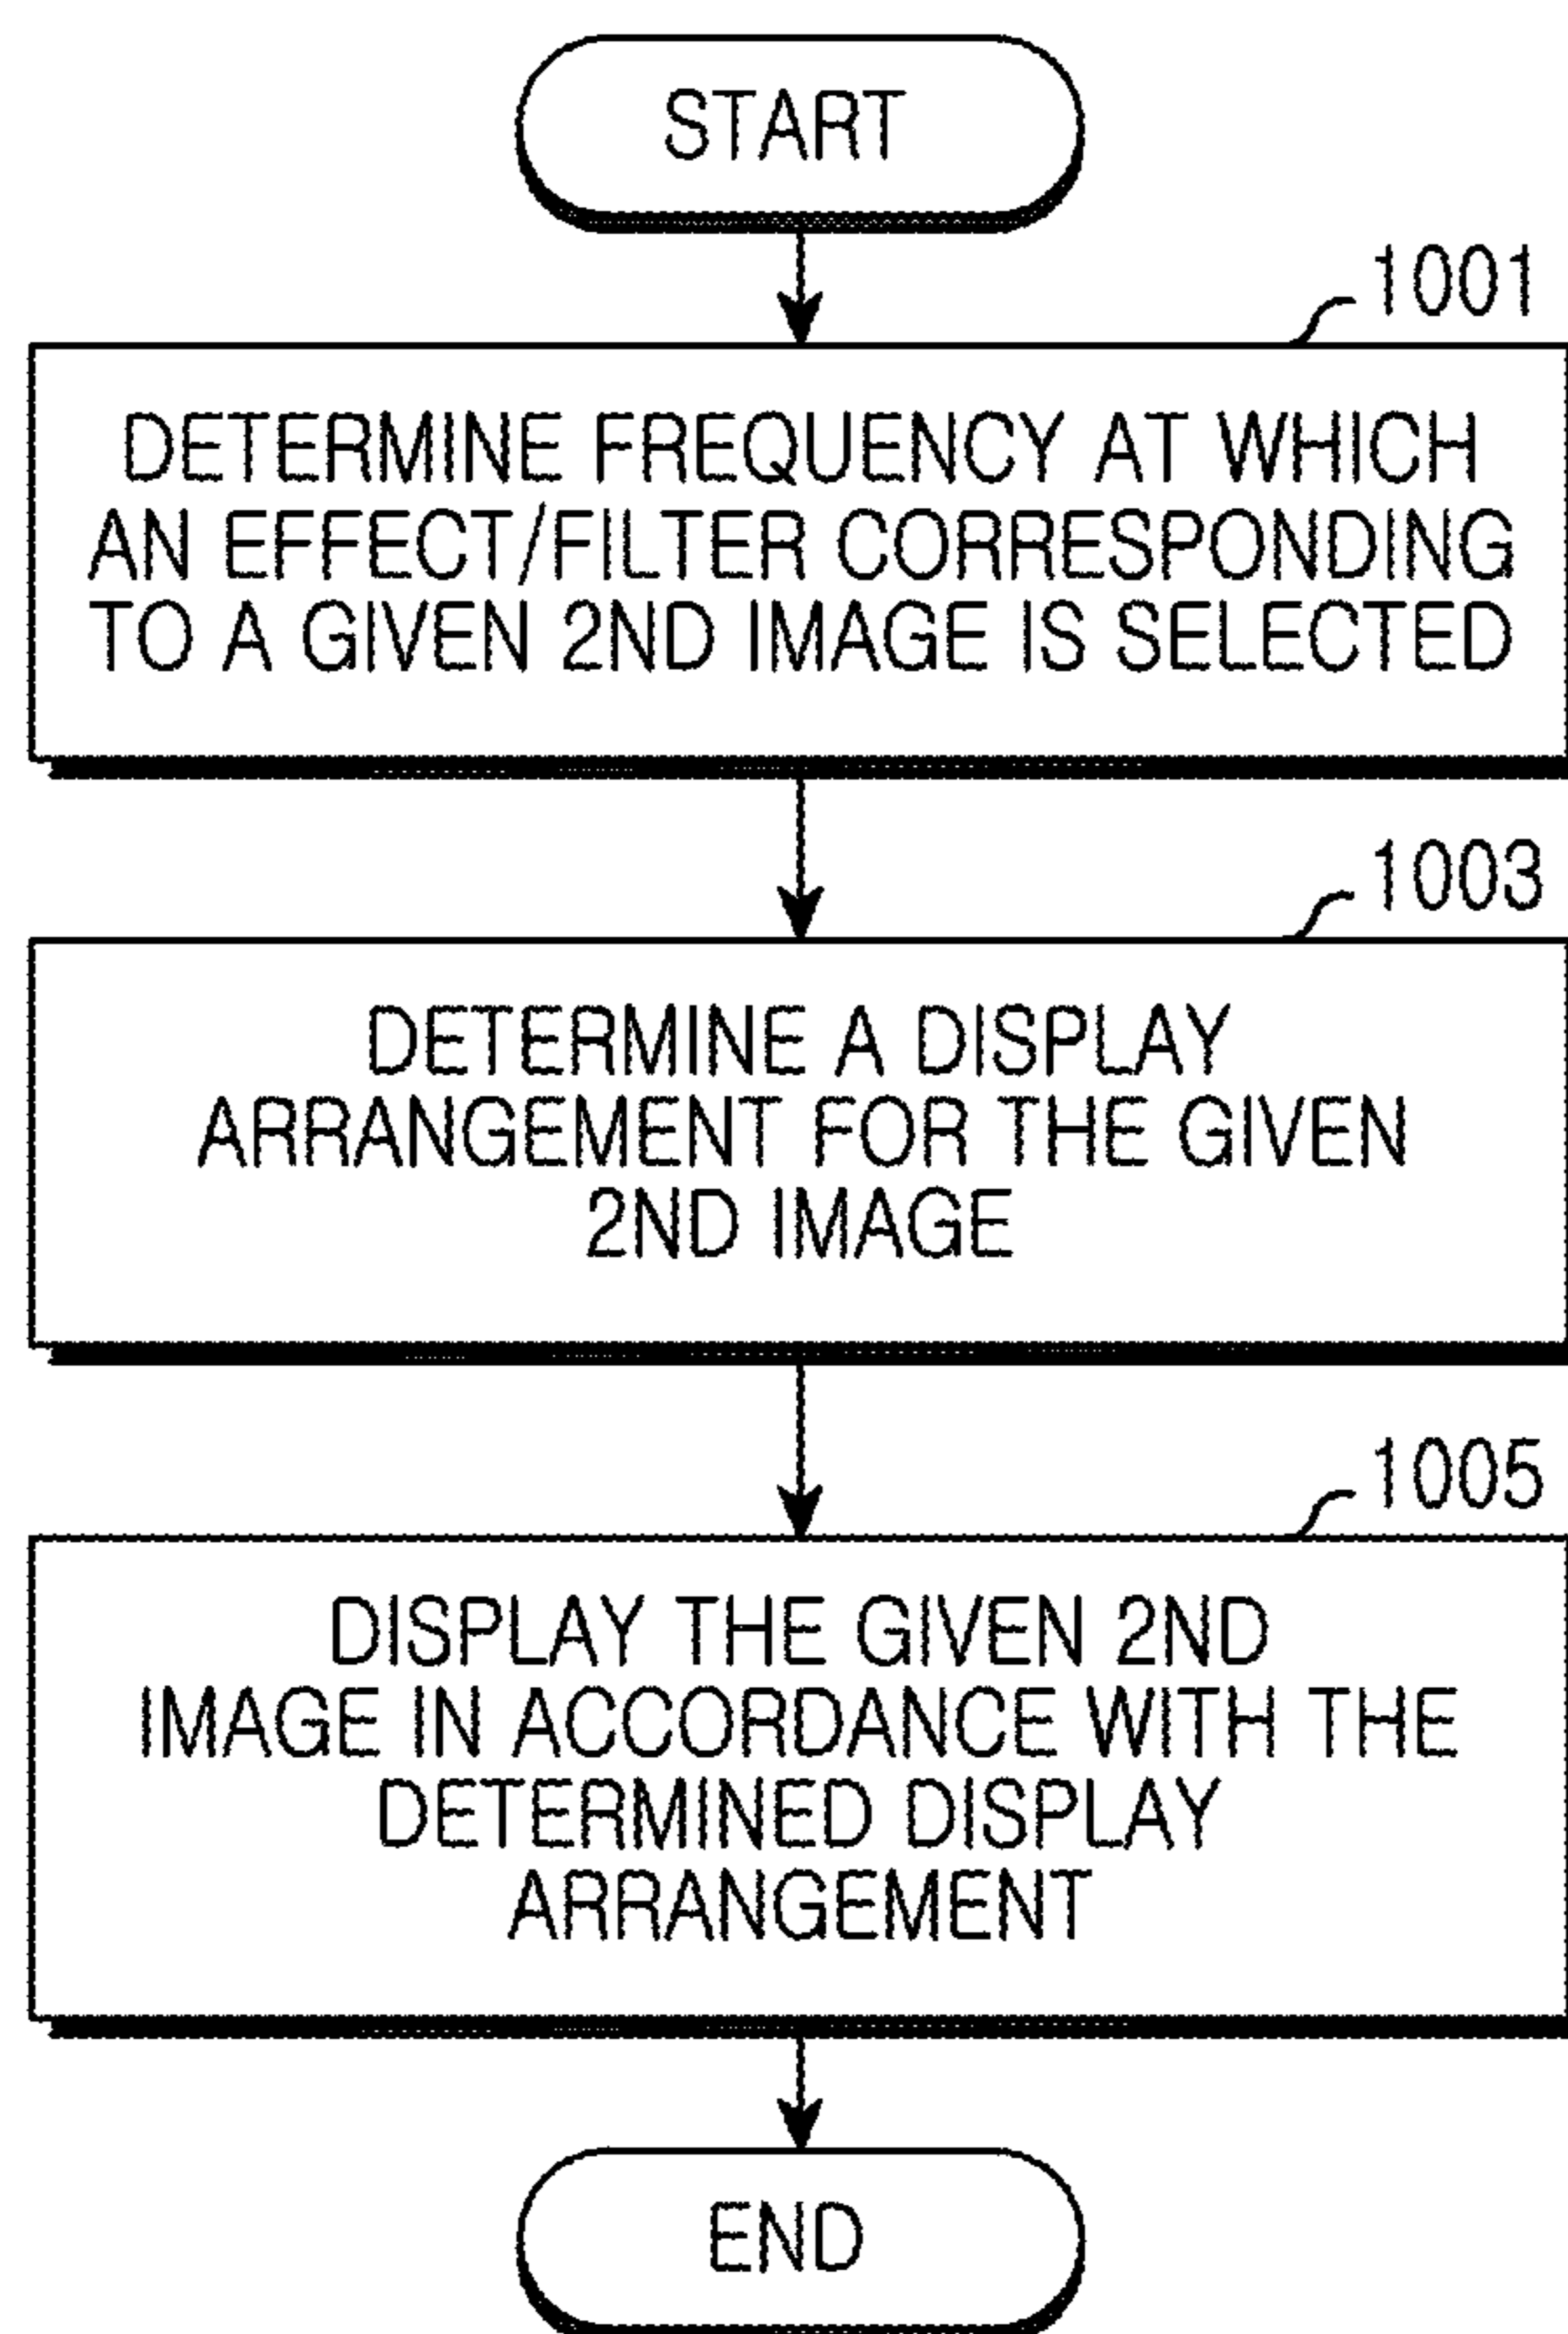 START
1001
DETERMINE FREQUENCY AT WHICH
AN EFFECT/FILTER CORRESPONDING
TO A GIVEN 2ND IMAGE IS SELECTED
1003
DETERMINE A DISPLAY
ARRANGEMENT FOR THE GIVEN
2ND IMAGE
1005
DISPLAY THE GIVEN 2ND
IMAGE IN ACCORDANCE WITH THE
DETERMINED DISPLAY
ARRANGEMENT
END